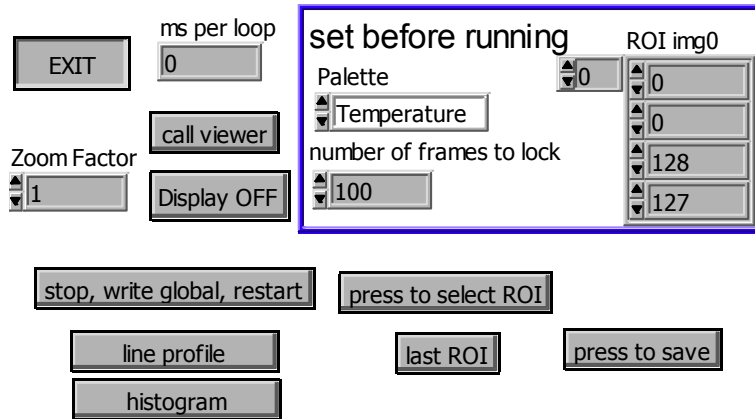 EXIT
ms per loop
0
call viewer
Zoom Factor
1
Display OFF
set before running
Palette
Temperature
number of frames to lock
100
0
ROI img0
0
0
128
127
stop, write global, restart
press to select ROI
line profile
last ROI
press to save
histogram